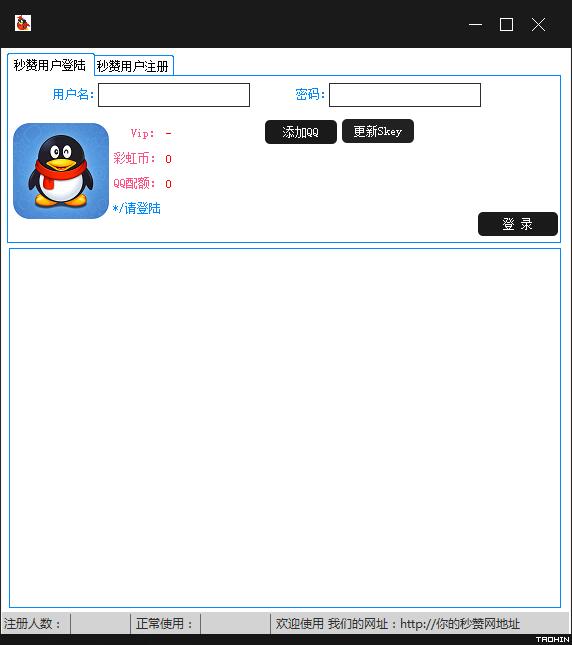 秒赞用户登陆 秒赞用户注册
用户名: 密码:
Vip: -
添加QQ 更新Skey
彩虹币: 0
QQ配额: 0
*/请登陆
登 录
注册人数: 正常使用: 欢迎使用 我们的网址:http://你的秒赞网地址
TAOHIN